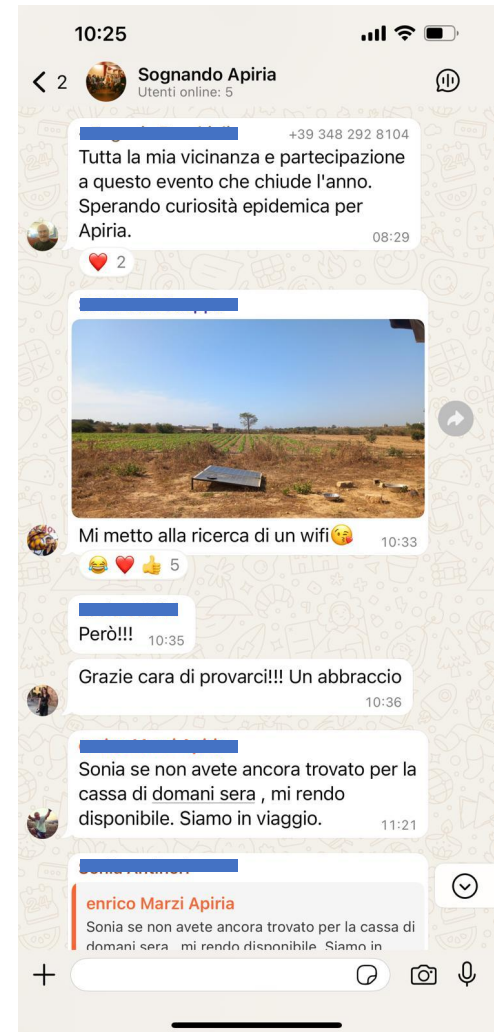 10:25
2
Sognando Apiria
Utenti online: 5
+39 348 292 8104
Tutta la mia vicinanza e partecipazione
a questo evento che chiude l'anno.
Sperando curiosità epidemica per
Apiria.
08:29
2
Mi metto alla ricerca di un wifi😘
10:33
5
Però!!!
10:35
Grazie cara di provarci!!! Un abbraccio
10:36
Sonia se non avete ancora trovato per la
cassa di domani sera , mi rendo
disponibile. Siamo in viaggio.
11:21
enrico Marzi Apiria
Sonia se non avete ancora trovato per la cassa di
domani sera , mi rendo disponibile. Siamo in